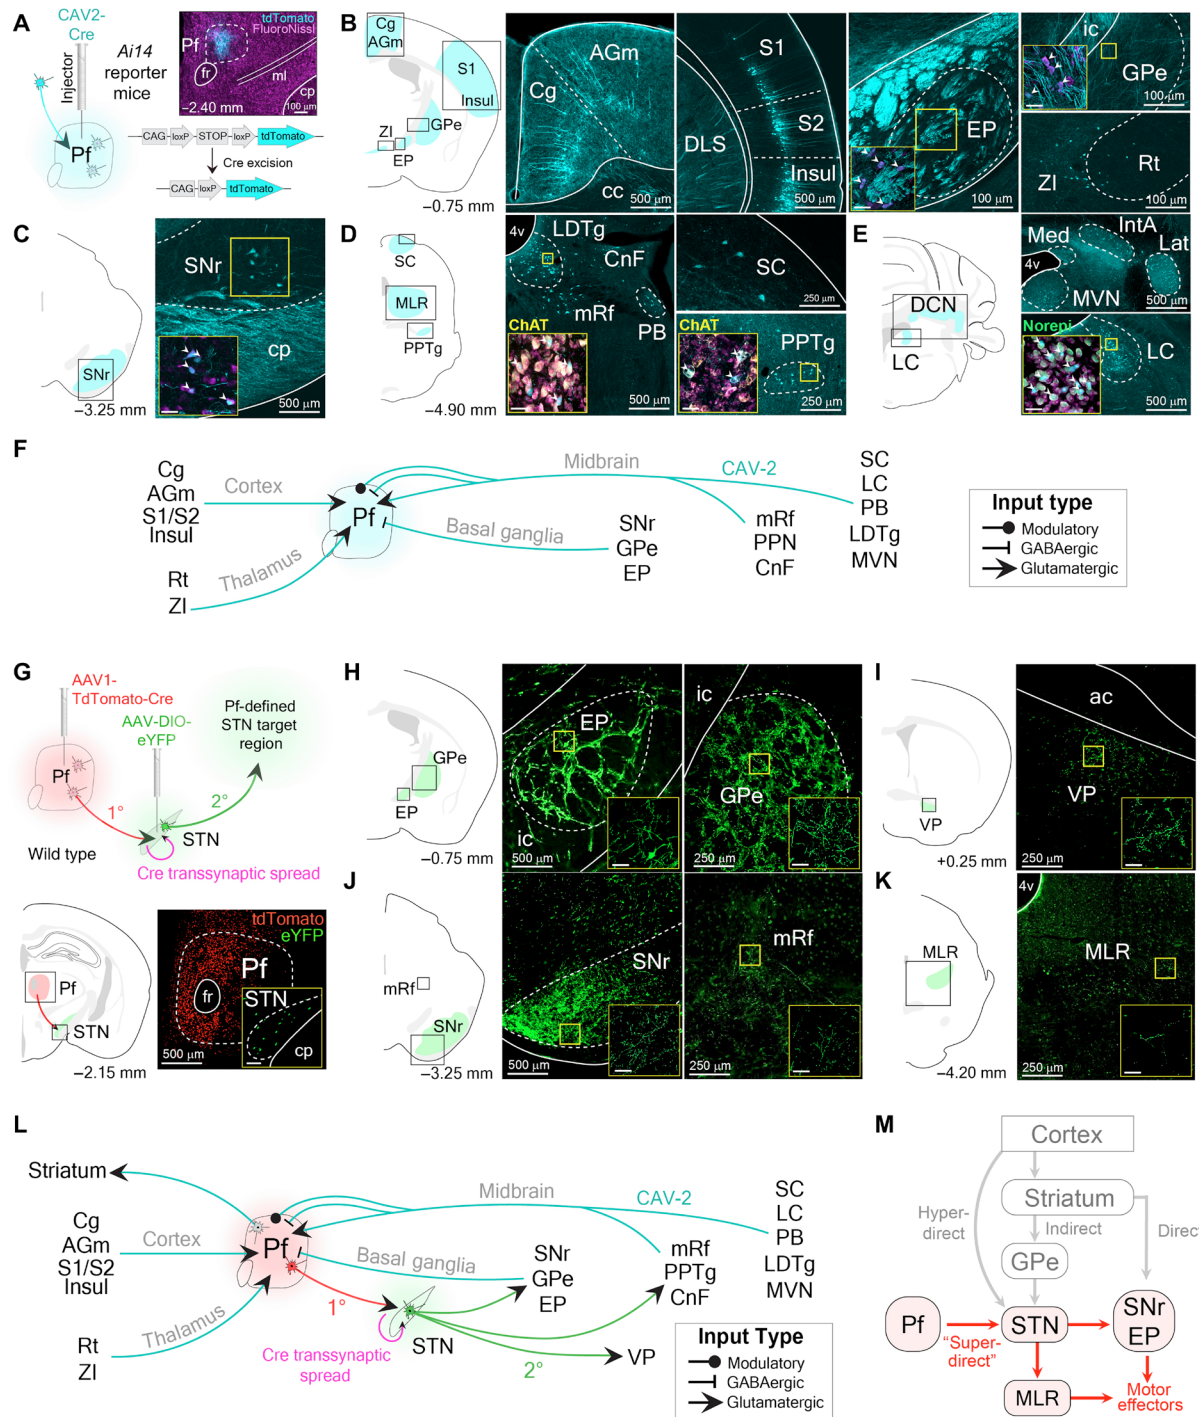 A
CAV2-
Cre
Injector
Pf
Ai14
reporter
mice
tdTomato
FluoroNissl
Pf
fr
ml
cp
−2.40 mm
100 µm
CAG
loxP
STOP
loxP
tdTomato
Cre excision
CAG
loxP
tdTomato
B
Cg
AGm
S1
Insul
GPe
ZI
EP
−0.75 mm
AGm
Cg
cc
500 µm
S1
S2
DLS
Insul
500 µm
EP
100 µm
ic
GPe
100 µm
Rt
ZI
100 µm
C
SNr
−3.25 mm
SNr
cp
500 µm
D
SC
MLR
PPTg
−4.90 mm
4v
LDTg
CnF
mRf
PB
ChAT
500 µm
SC
250 µm
ChAT
PPTg
250 µm
E
DCN
LC
Med
IntA
Lat
4v
MVN
500 µm
Norepi
LC
500 µm
F
Cg
AGm
S1/S2
Insul
Cortex
Rt
ZI
Thalamus
Pf
Midbrain
CAV-2
Basal ganglia
SNr
GPe
EP
mRf
PPN
CnF
SC
LC
PB
LDTg
MVN
Input type
Modulatory
GABAergic
Glutamatergic
G
AAV1-
TdTomato-Cre
AAV-DIO-
eYFP
Pf-defined
STN target
region
Pf
1°
2°
STN
Wild type
Cre transsynaptic spread
Pf
STN
−2.15 mm
tdTomato
eYFP
Pf
fr
STN
cp
500 µm
H
GPe
EP
−0.75 mm
EP
ic
500 µm
ic
GPe
250 µm
I
VP
+0.25 mm
ac
VP
250 µm
J
mRf
SNr
−3.25 mm
SNr
500 µm
mRf
250 µm
K
MLR
−4.20 mm
4v
MLR
250 µm
L
Striatum
Cg
AGm
S1/S2
Insul
Cortex
Rt
ZI
Thalamus
Pf
Midbrain
CAV-2
Basal ganglia
SNr
GPe
EP
mRf
PPTg
CnF
SC
LC
PB
LDTg
MVN
1°
STN
Cre transsynaptic
spread
2°
VP
Input Type
Modulatory
GABAergic
Glutamatergic
M
Cortex
Striatum
Hyper-
direct
Indirect
Direct
GPe
Pf
STN
SNr
EP
"Super-
direct"
MLR
Motor
effectors